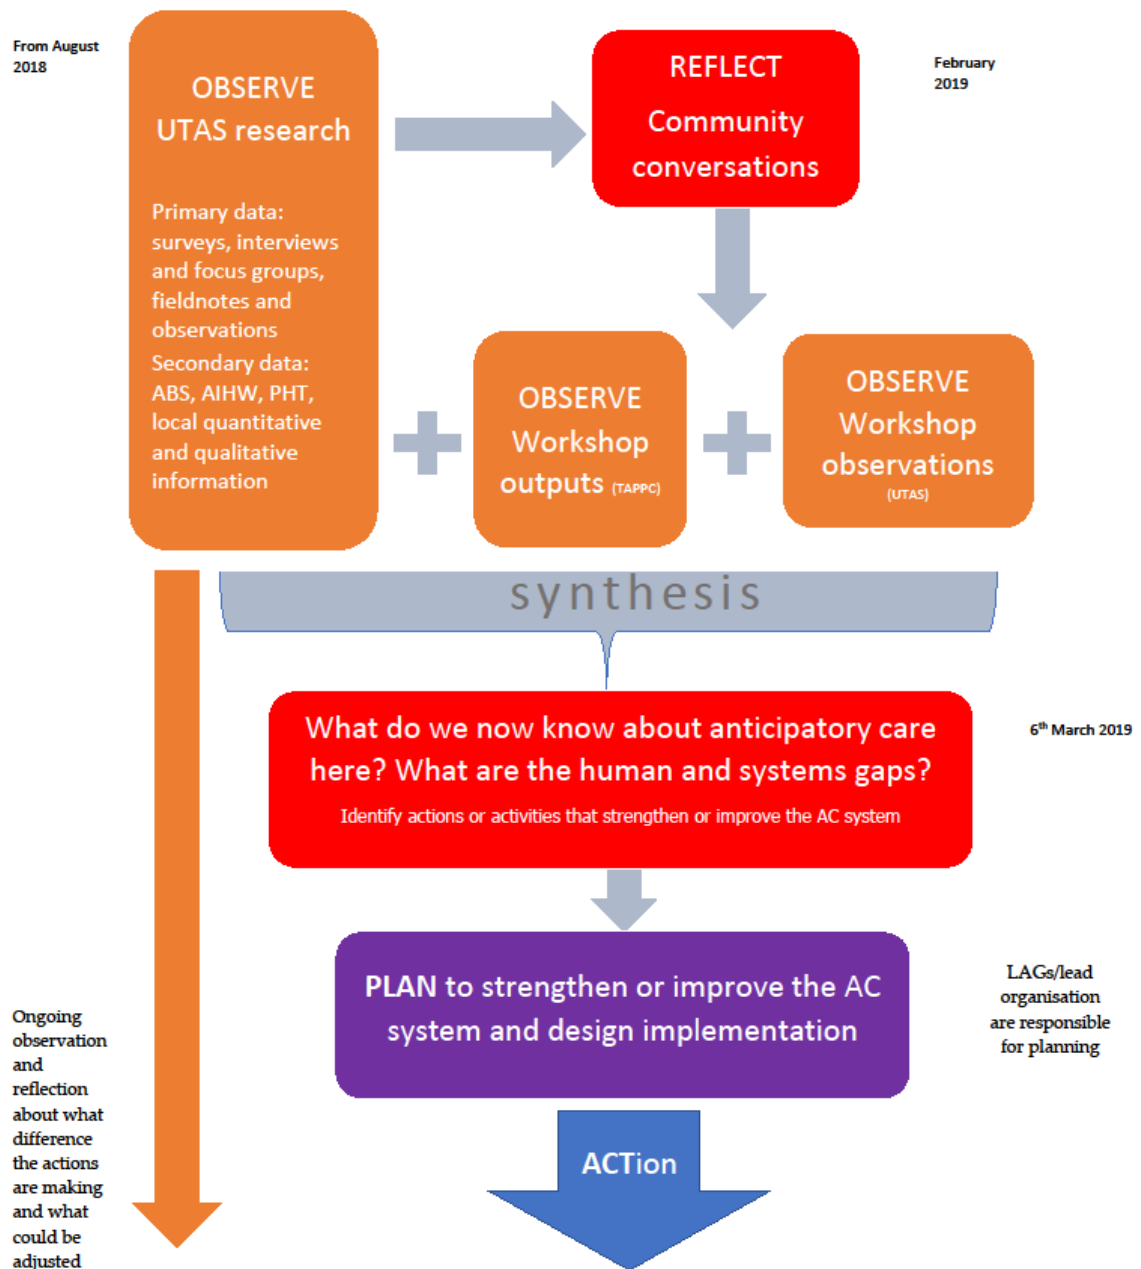 From August
2018
OBSERVE
UTAS research
Primary data:
surveys, interviews
and focus groups,
fieldnotes and
observations
Secondary data:
ABS, AIHW, PHT,
local quantitative
and qualitative
information
REFLECT
Community
conversations
February
2019
OBSERVE
Workshop
outputs (TAPPC)
OBSERVE
Workshop
observations
(UTAS)
synthesis
What do we now know about anticipatory care
here? What are the human and systems gaps?
Identify actions or activities that strengthen or improve the AC system
6th March 2019
PLAN to strengthen or improve the AC
system and design implementation
LAGs/lead
organisation
are responsible
for planning
Ongoing
observation
and
reflection
about what
difference
the actions
are making
and what
could be
adjusted
ACTion